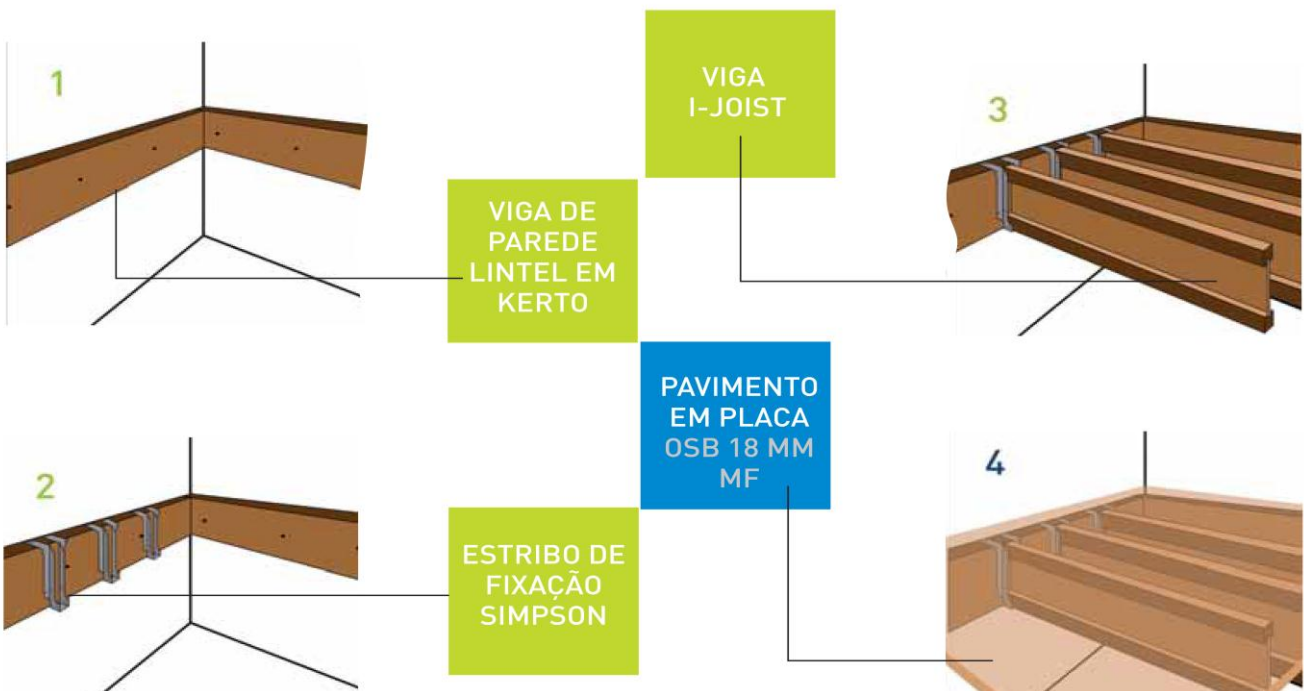 1
VIGA DE
PAREDE
LINTEL EM
KERTO
2
ESTRIBO DE
FIXAÇÃO
SIMPSON
VIGA
I-JOIST
3
PAVIMENTO
EM PLACA
OSB 18 MM
MF
4